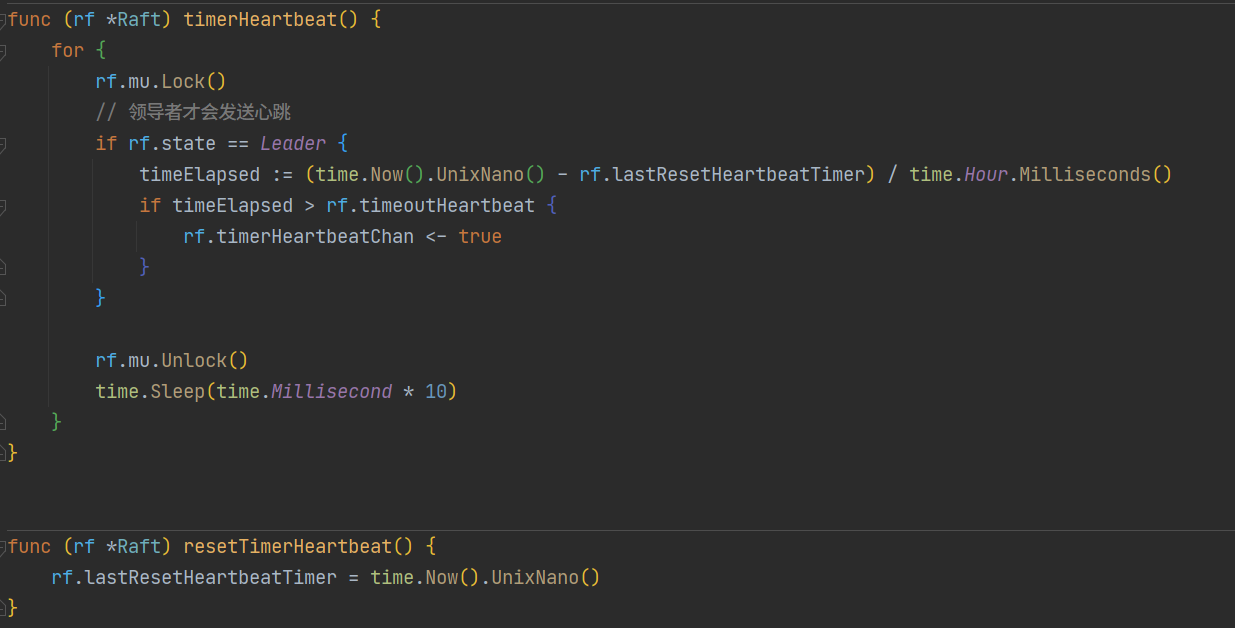 func (rf *Raft) timerHeartbeat() {
    for {
        rf.mu.Lock()
        // 领导者才会发送心跳
        if rf.state == Leader {
            timeElapsed := (time.Now().UnixNano() - rf.lastResetHeartbeatTimer) / time.Hour.Milliseconds()
            if timeElapsed > rf.timeoutHeartbeat {
                rf.timerHeartbeatChan <- true
            }
        }

        rf.mu.Unlock()
        time.Sleep(time.Millisecond * 10)
    }
}

func (rf *Raft) resetTimerHeartbeat() {
    rf.lastResetHeartbeatTimer = time.Now().UnixNano()
}